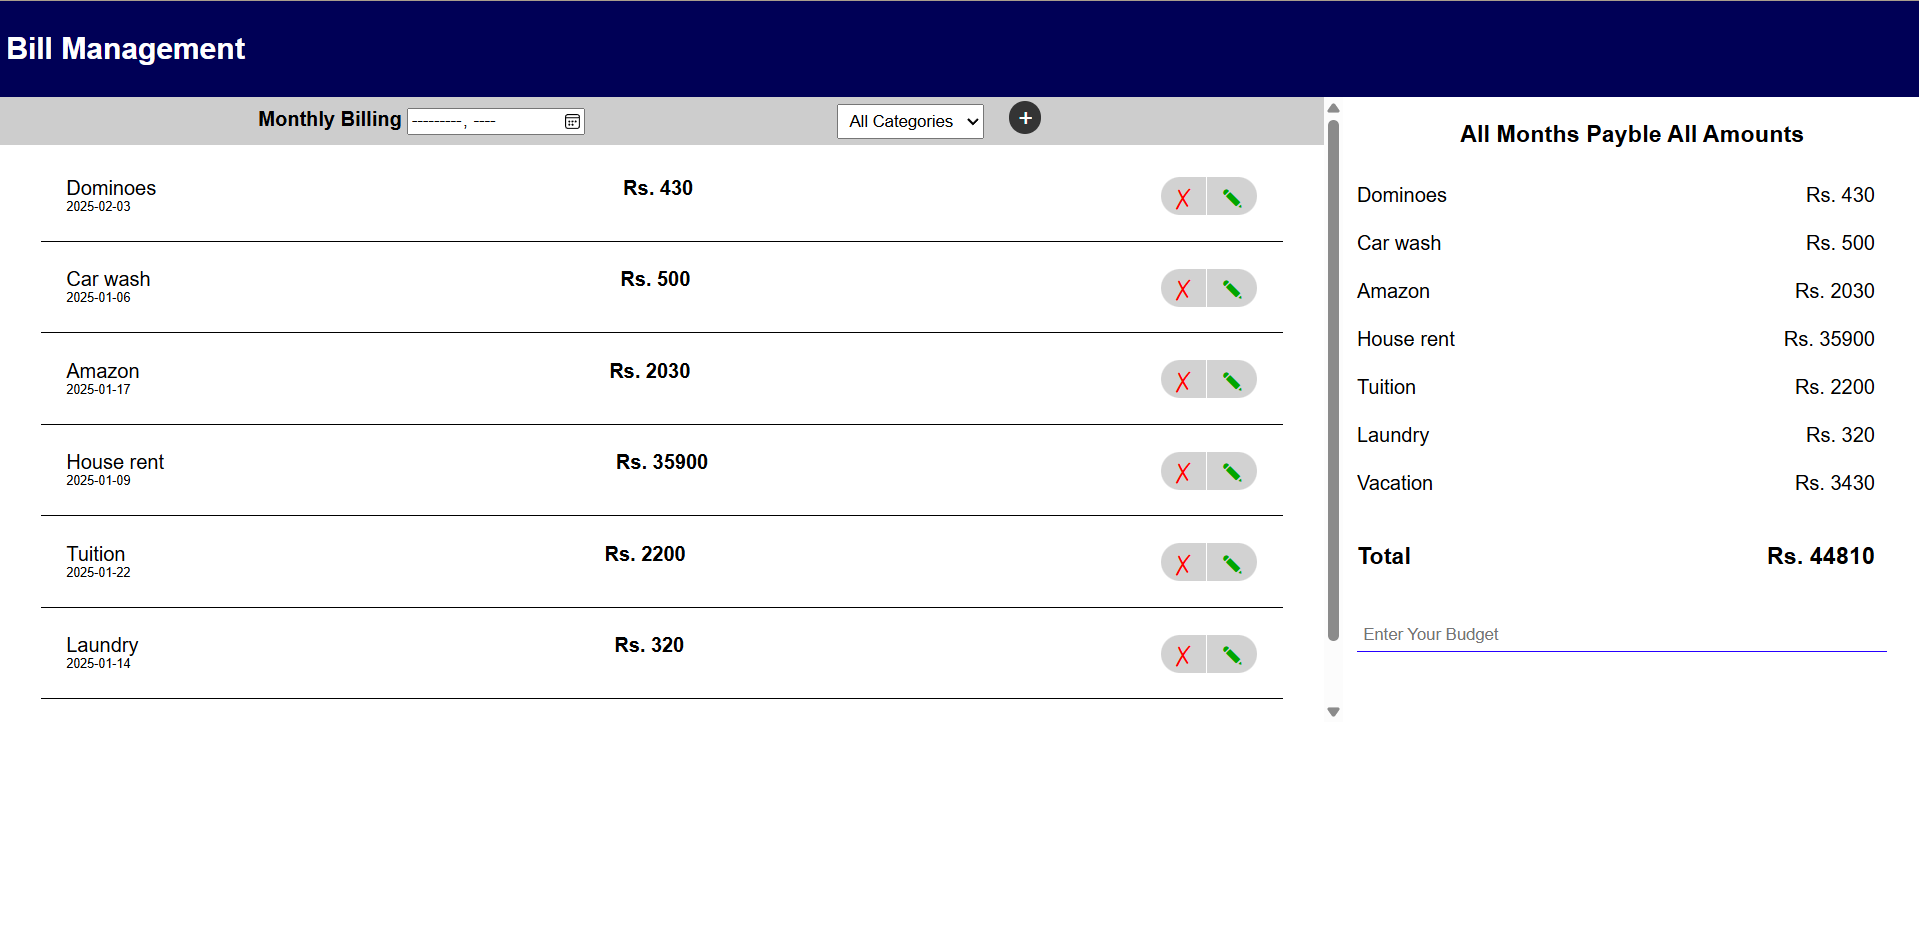 Bill Management
Monthly Billing ---------, ----
All Categories
+
Dominoes Rs. 430
2025-02-03
Car wash Rs. 500
2025-01-06
Amazon Rs. 2030
2025-01-17
House rent Rs. 35900
2025-01-09
Tuition Rs. 2200
2025-01-22
Laundry Rs. 320
2025-01-14
All Months Payble All Amounts
Dominoes Rs. 430
Car wash Rs. 500
Amazon Rs. 2030
House rent Rs. 35900
Tuition Rs. 2200
Laundry Rs. 320
Vacation Rs. 3430
Total Rs. 44810
Enter Your Budget